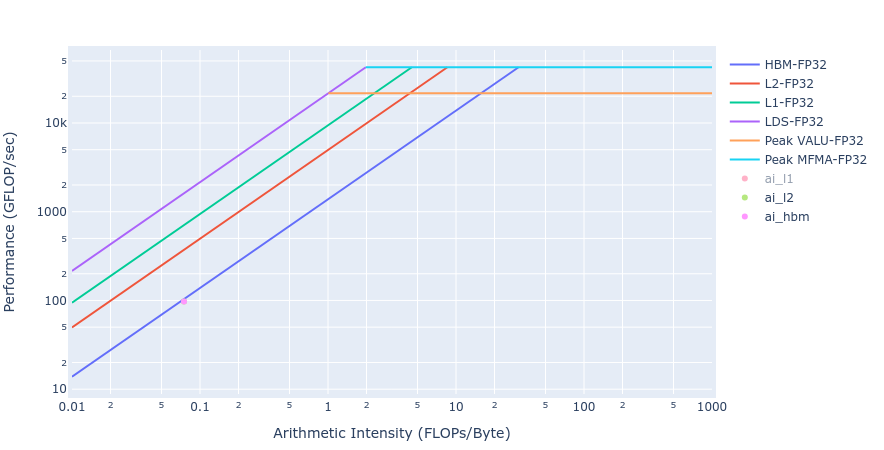 Performance (GFLOP/sec)
5
2
10k
5
2
1000
5
2
100
5
2
10
0.01
2
5
0.1
2
5
1
2
5
10
2
5
100
2
5
1000
Arithmetic Intensity (FLOPs/Byte)
HBM-FP32
L2-FP32
L1-FP32
LDS-FP32
Peak VALU-FP32
Peak MFMA-FP32
ai_l1
ai_l2
ai_hbm